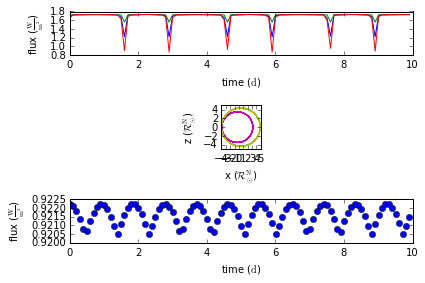 1.8
1.6
1.4
1.2
1.0
0.8
flux (W/m²)
0 2 4 6 8 10
time (d)
4
2
0
−2
−4
z (ℛ☉ᴺ)
x (ℛ☉ᴺ)
0.9225
0.9220
0.9215
0.9210
0.9205
0.9200
flux (W/m²)
0 2 4 6 8 10
time (d)